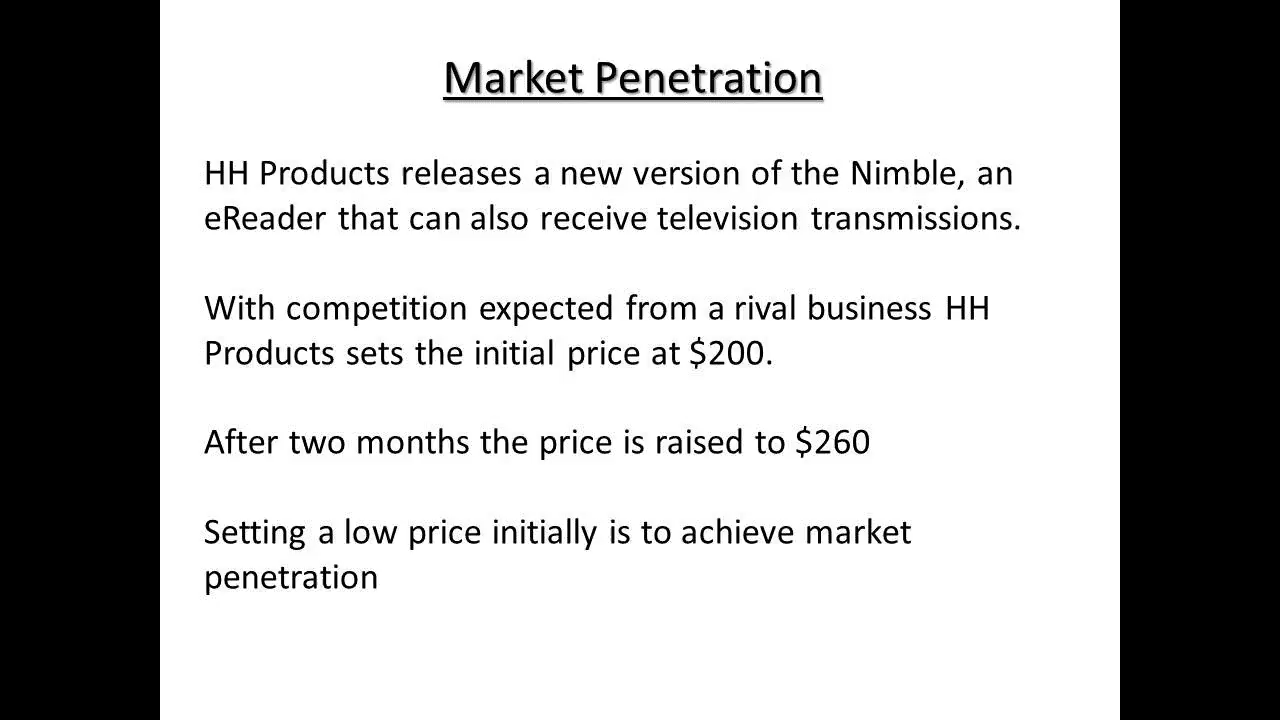 Market Penetration
HH Products releases a new version of the Nimble, an
eReader that can also receive television transmissions.
With competition expected from a rival business HH
Products sets the initial price at $200.
After two months the price is raised to $260
Setting a low price initially is to achieve market
penetration